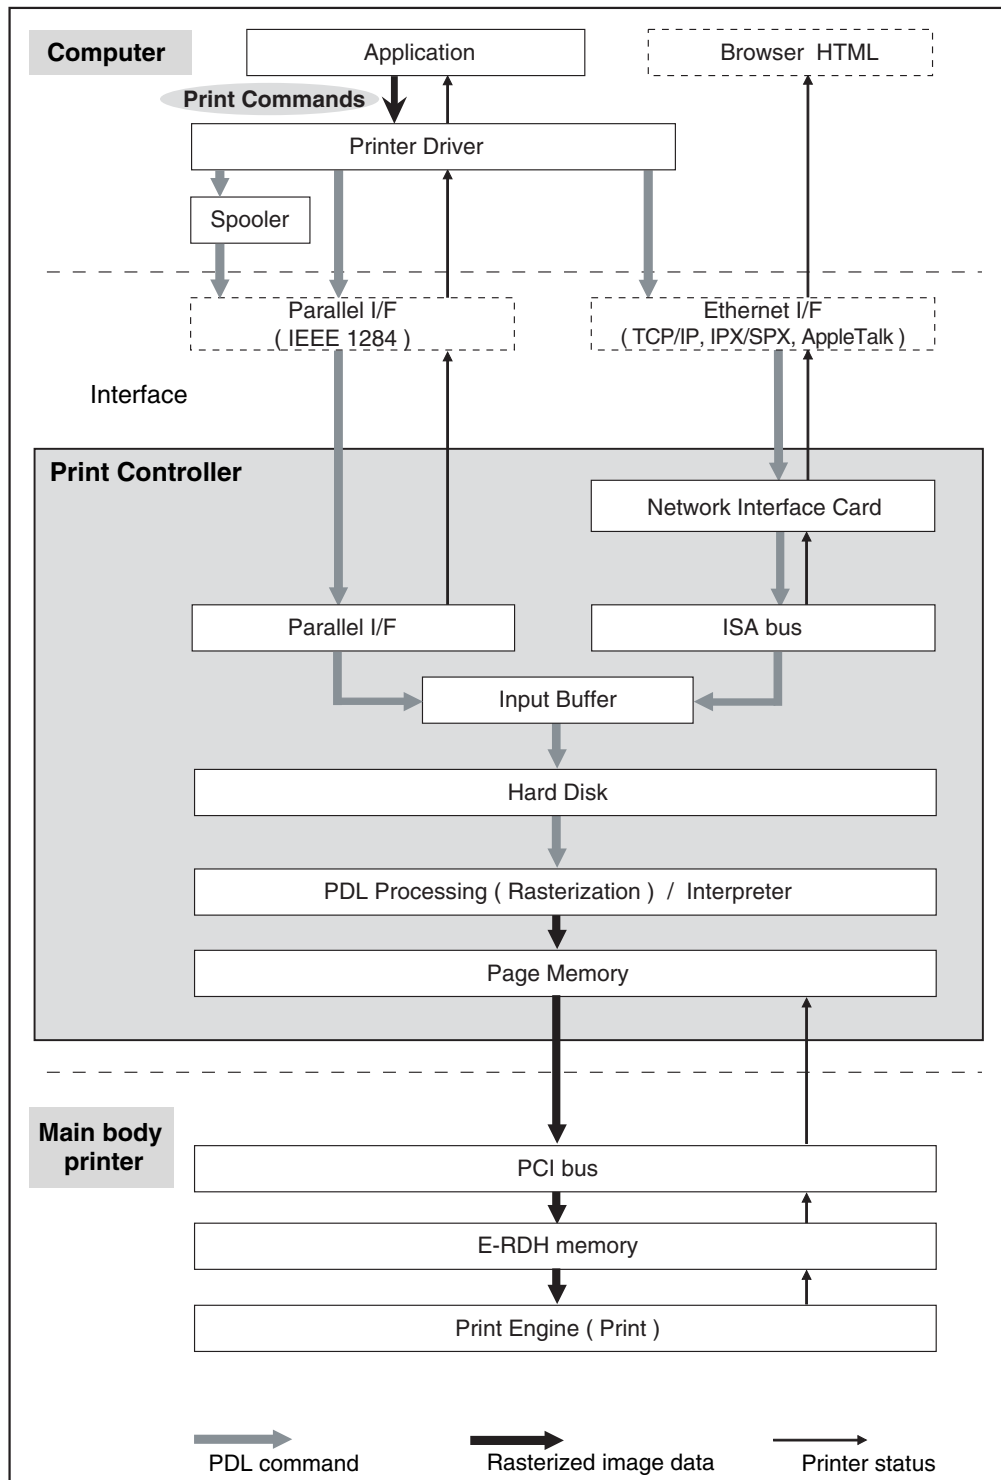 Computer
Application
Browser HTML
Print Commands
Printer Driver
Spooler
Parallel I/F
( IEEE 1284 )
Ethernet I/F
( TCP/IP, IPX/SPX, AppleTalk )
Interface
Print Controller
Network Interface Card
Parallel I/F
ISA bus
Input Buffer
Hard Disk
PDL Processing ( Rasterization ) / Interpreter
Page Memory
Main body
printer
PCI bus
E-RDH memory
Print Engine ( Print )
PDL command
Rasterized image data
Printer status